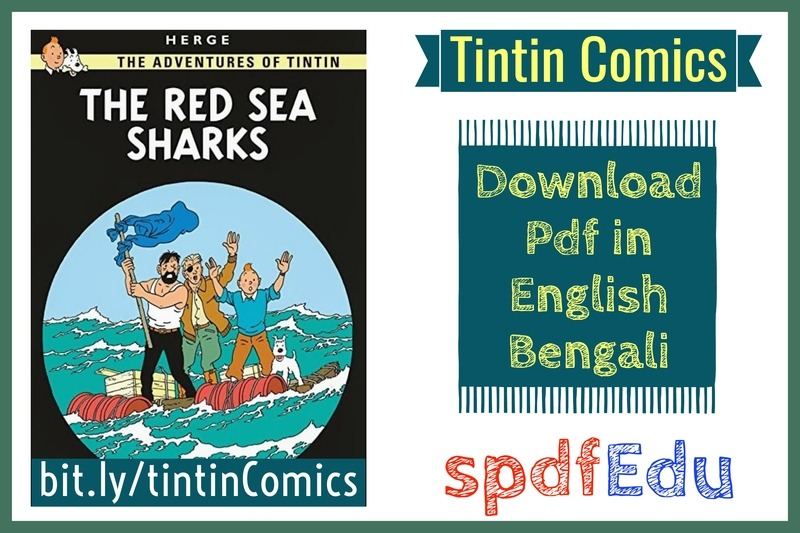 HERGE
THE ADVENTURES OF TINTIN
THE RED SEA
SHARKS
bit.ly/tintinComics
Tintin Comics
Download
Pdf in
English
Bengali
spdfEdu